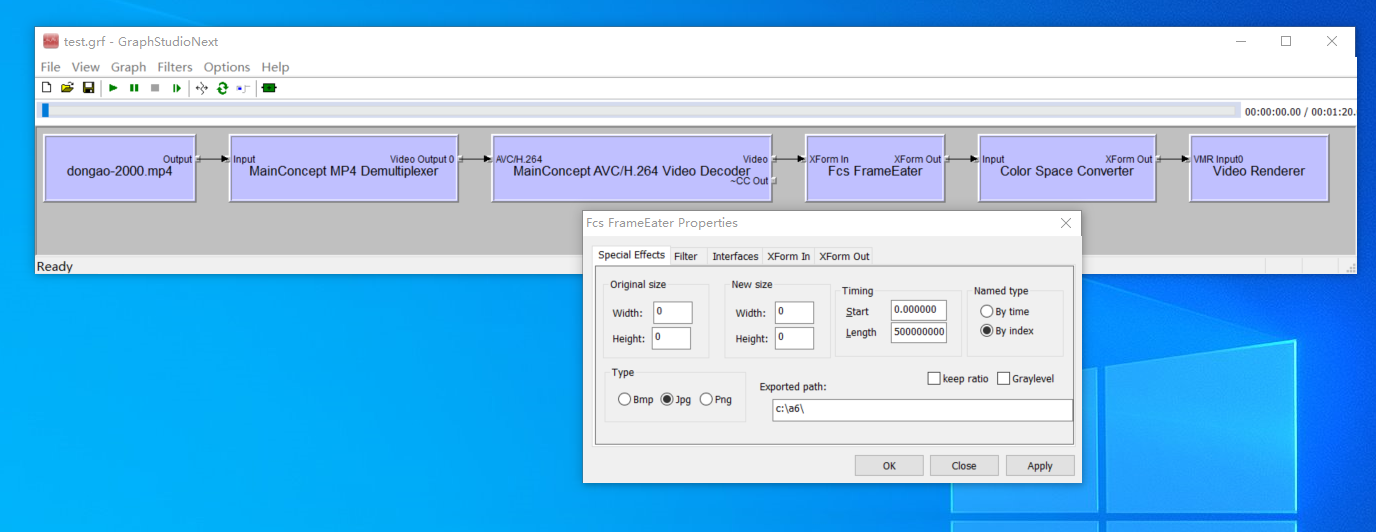 test.grf - GraphStudioNext
File View Graph Filters Options Help
00:00:00.00 / 00:01:20.
Output Input Video Output 0 AVC/H.264 Video XForm In XForm Out Input XForm Out VMR Input0
dongao-2000.mp4 MainConcept MP4 Demultiplexer MainConcept AVC/H.264 Video Decoder Fcs FrameEater Color Space Converter Video Renderer
~CC Out
Ready
Fcs FrameEater Properties
Special Effects Filter Interfaces XForm In XForm Out
Original size New size Timing Named type
Width: 0 Width: 0 Start 0.000000 By time
Height: 0 Height: 0 Length 500000000 By index
Type
Bmp Jpg Png
keep ratio Graylevel
Exported path:
c:\a6\
OK Close Apply